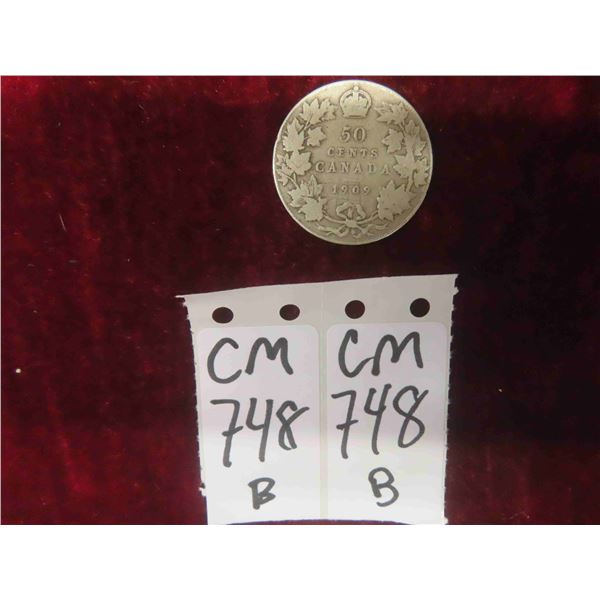 50
CENTS
CANADA
1909
CM CM
748 748
B B